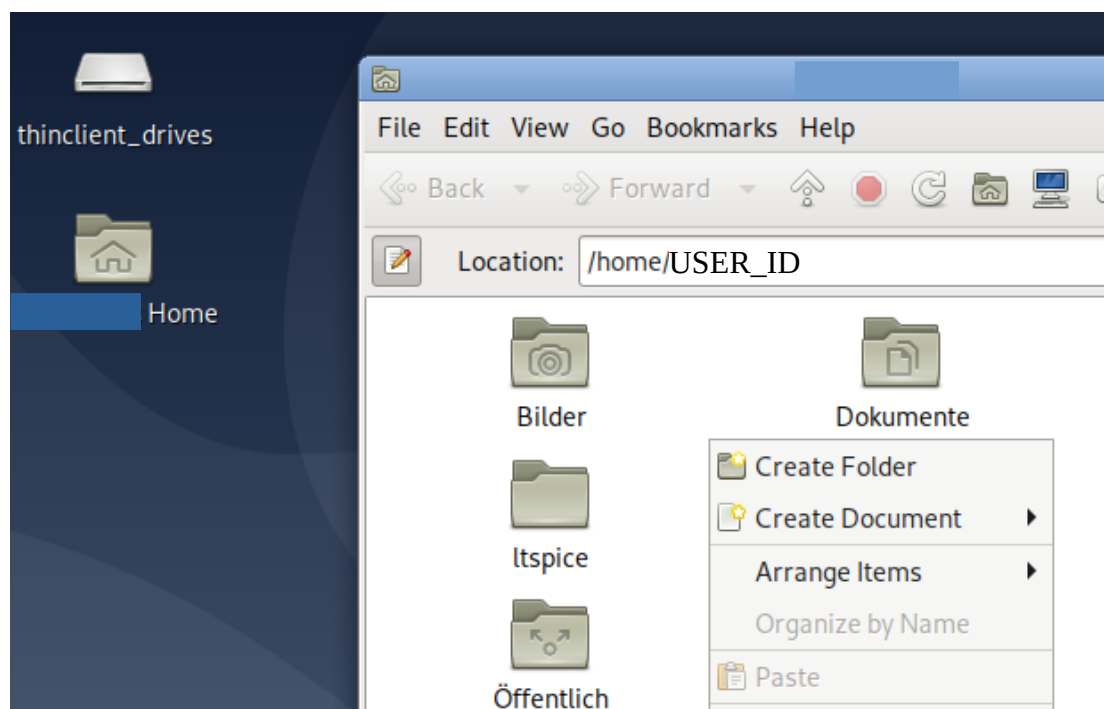 thinclient_drives
Home
File Edit View Go Bookmarks Help
Back Forward
Location: /home/USER_ID
Bilder
Dokumente
ltspice
Öffentlich
Create Folder
Create Document
Arrange Items
Organize by Name
Paste